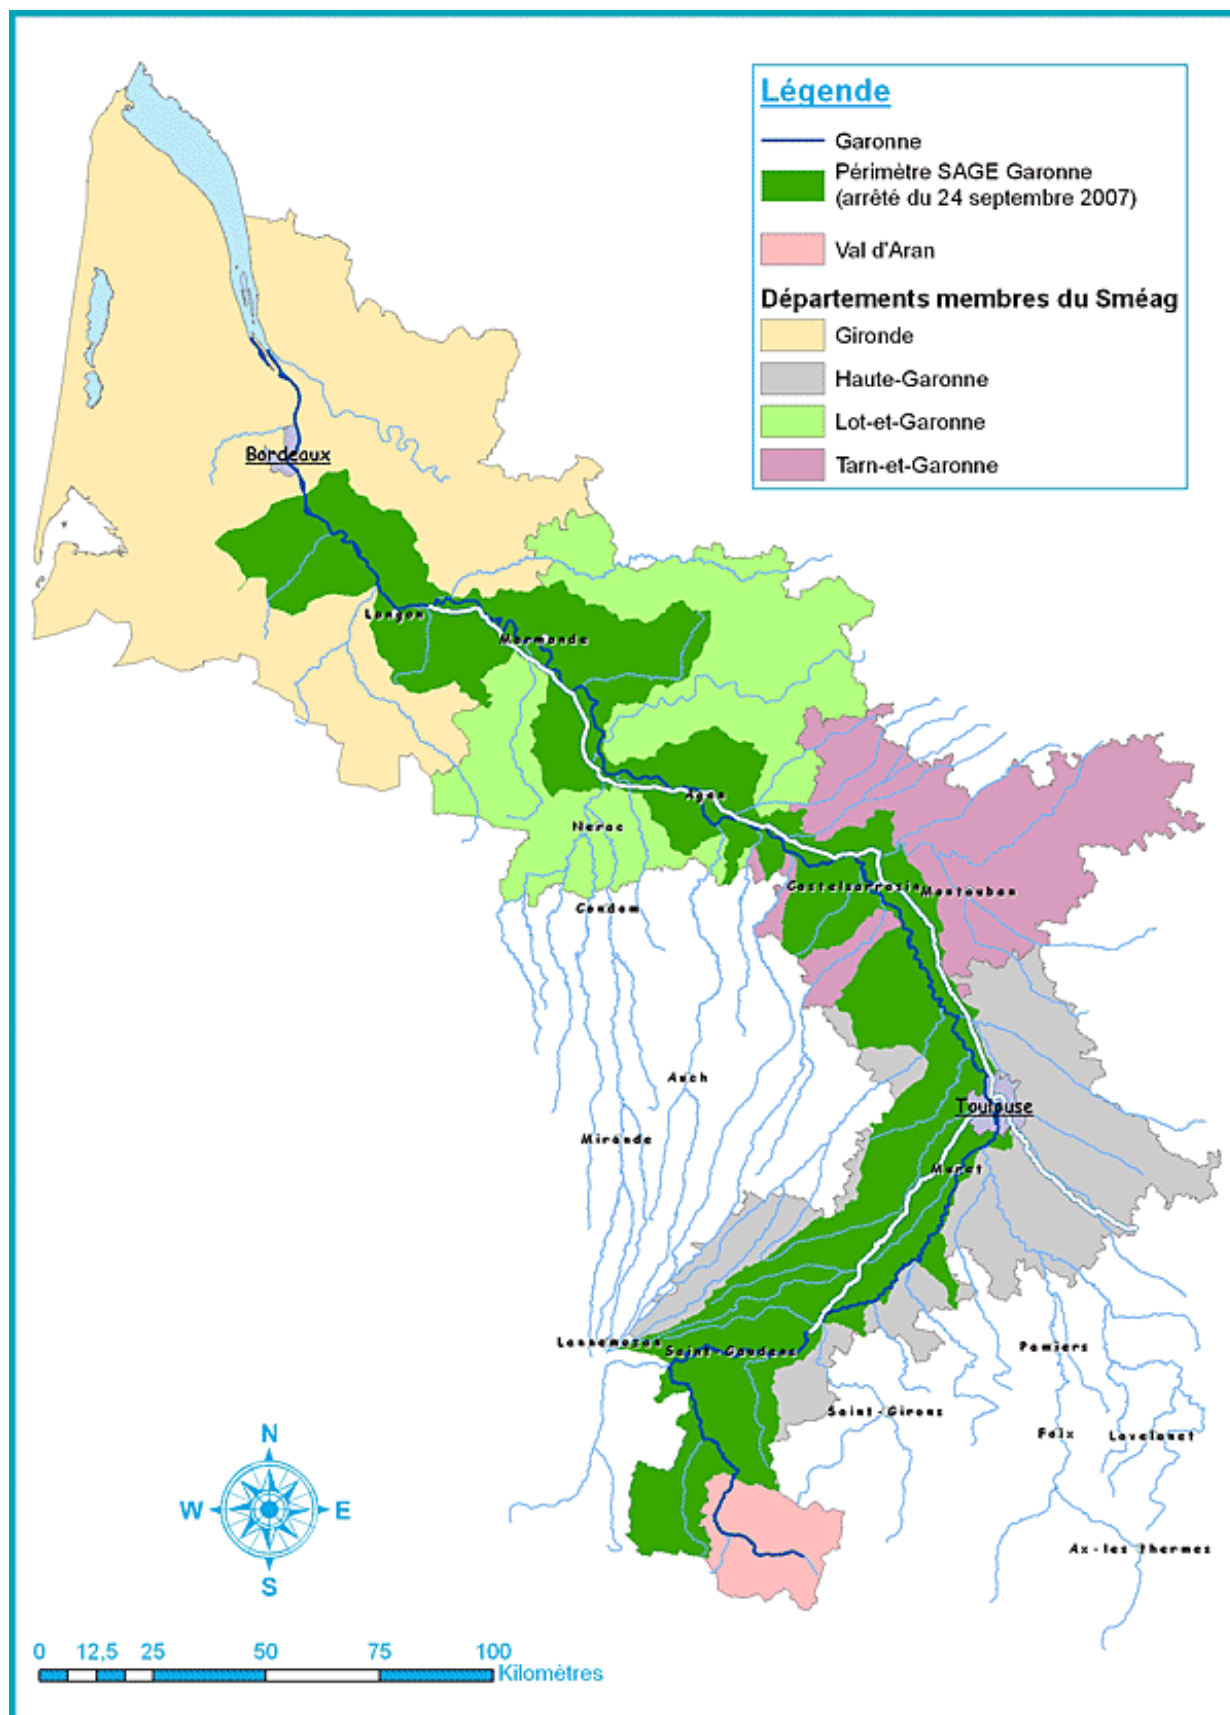 Légende
Garonne
Périmètre SAGE Garonne
(arrêté du 24 septembre 2007)
Val d'Aran
Départements membres du Sméag
Gironde
Haute-Garonne
Lot-et-Garonne
Tarn-et-Garonne
Bordeaux
Langon
Marmonde
Agen
Nerac
Castelsarrasin
Montauban
Condom
Auch
Toulouse
Mirande
Muret
Lannemezan
Saint-Gaudens
Pamiers
Saint-Girons
Foix
Lavelanet
Ax-les thermes
N
W
E
S
0 12,5 25 50 75 100
Kilomètres